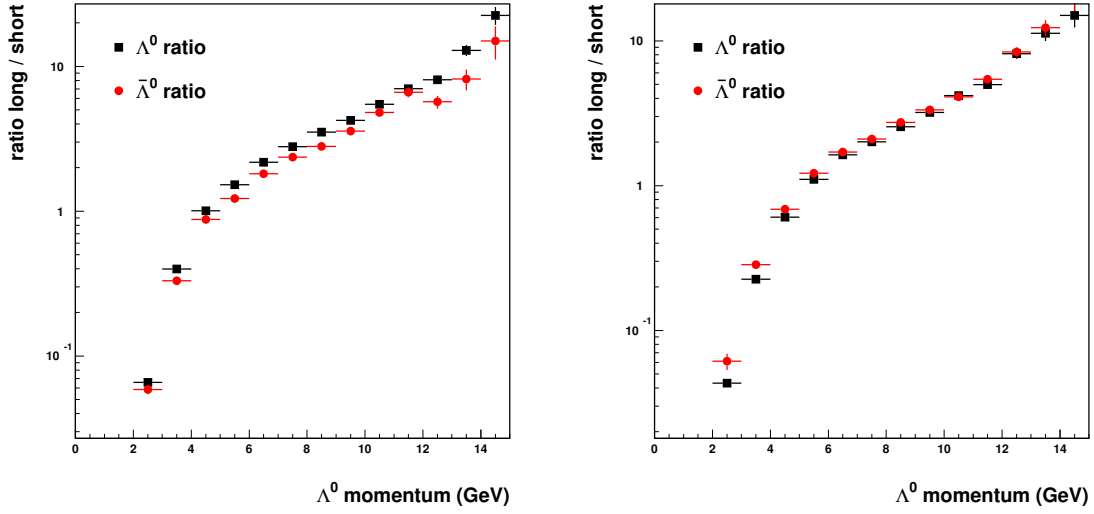 ratio long / short
Λ⁰ ratio
Λ̄⁰ ratio
10
1
10⁻¹
0 2 4 6 8 10 12 14
Λ⁰ momentum (GeV)
ratio long / short
Λ⁰ ratio
Λ̄⁰ ratio
10
1
10⁻¹
0 2 4 6 8 10 12 14
Λ⁰ momentum (GeV)